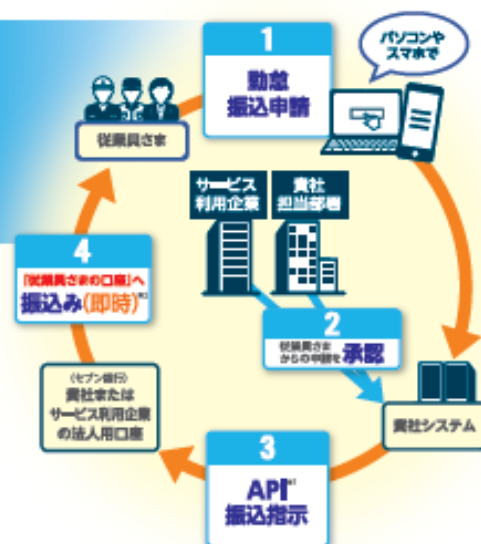 1
勤怠
振込申請
パソコンや
スマホで
従業員さま
サービス
利用企業
貴社
担当部署
2
従業員さま
からの申請を承認
貴社システム
3
API※1
振込指示
(セブン銀行)
貴社または
サービス利用企業
の法人用口座
4
「従業員さまの口座」へ
振込み(即時)※2